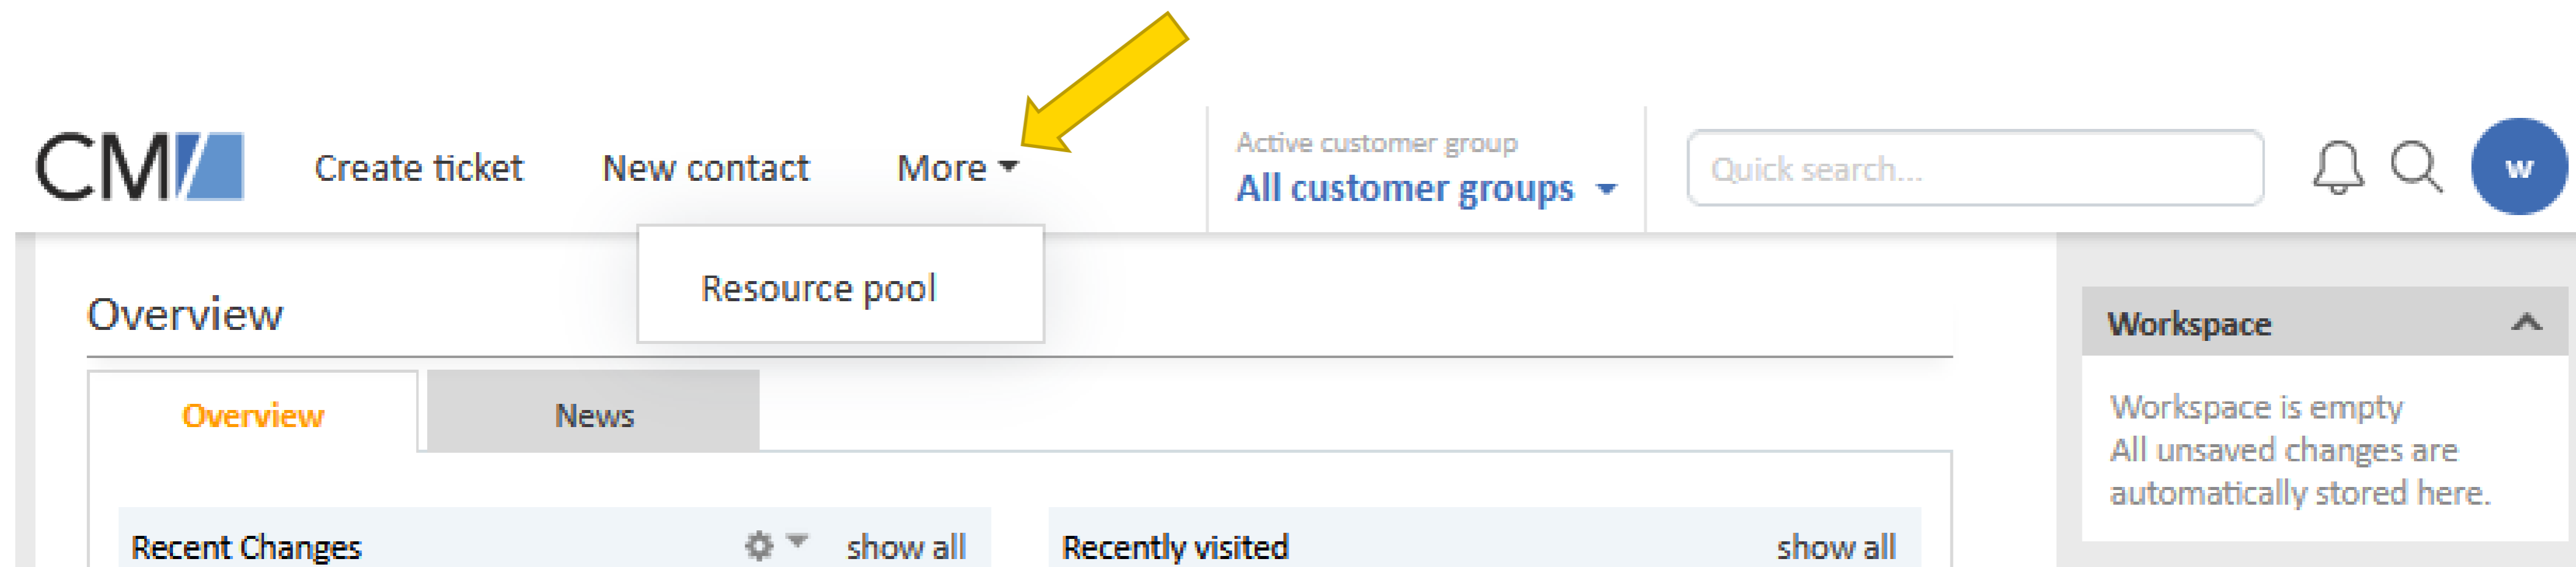 CM
Create ticket New contact More
Active customer group
All customer groups
Quick search...
w
Resource pool
Overview
Overview News
Recent Changes show all
Recently visited show all
Workspace
Workspace is empty
All unsaved changes are
automatically stored here.